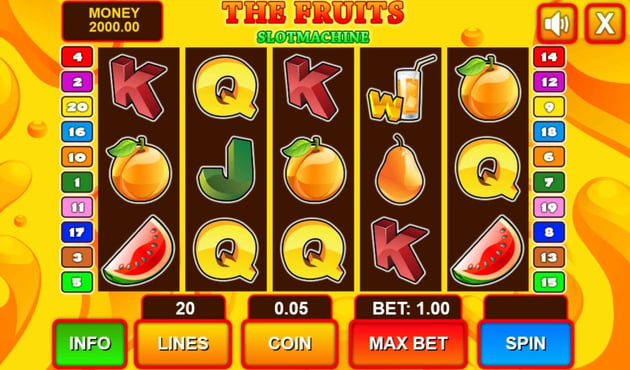 MONEY
2000.00
THE FRUITS
SLOTMACHINE
X
4 K Q K W 14
2 12
20 9
16 18
10 J Q 6
1 7
11 19
17 Q Q K 8
3 13
5 15
20 0.05 BET: 1.00
INFO LINES COIN MAX BET SPIN